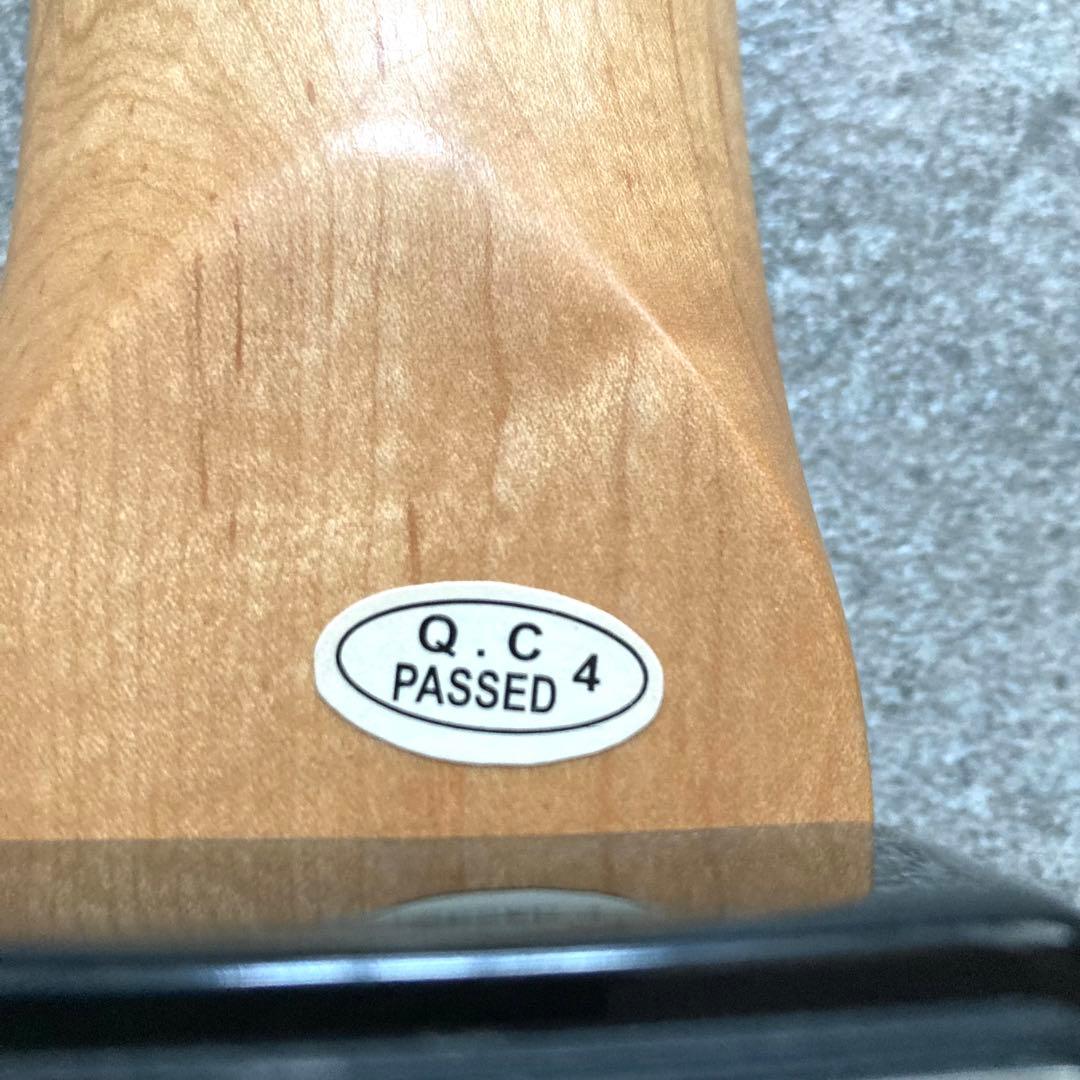 Q . C
PASSED 4